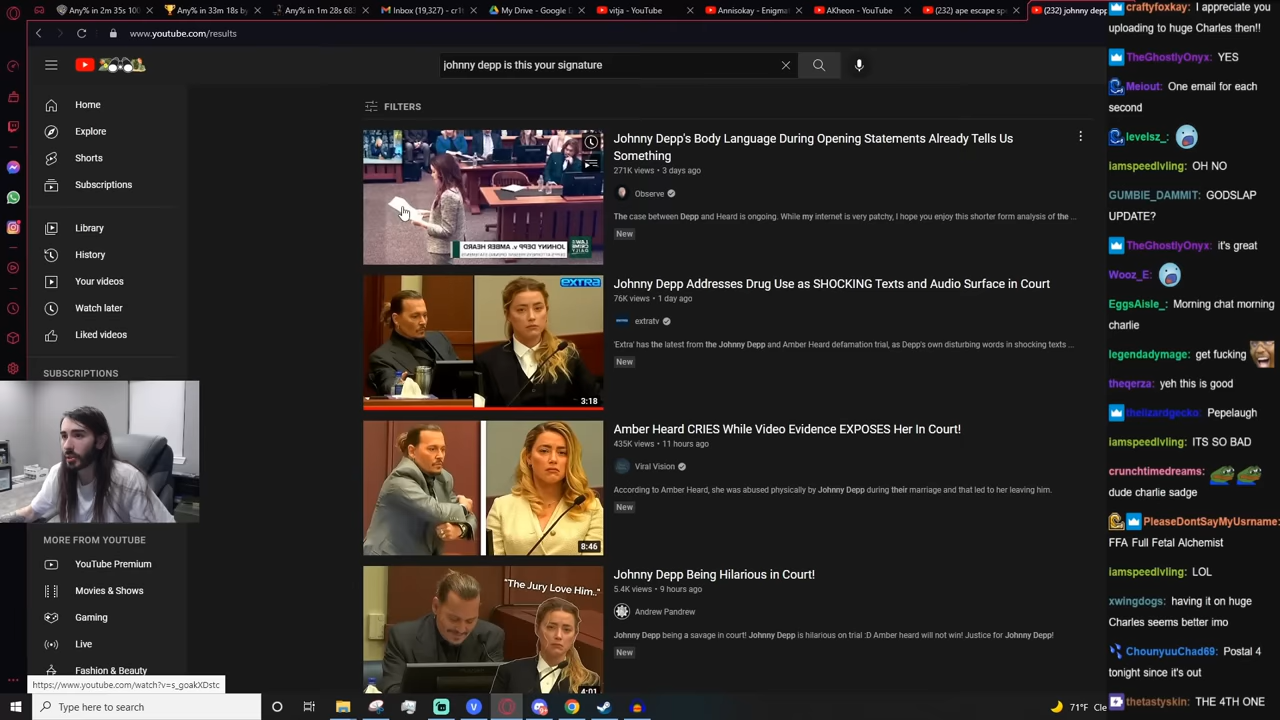 Any% in 2m 35s 100
Any% in 33m 18s by
Any% in 1m 28s 683
Inbox (19,327) - cr1t
My Drive - Google D
vitja - YouTube
Annisokay - Enigma
AKheon - YouTube
(232) ape escape sp
(232) johnny depp
www.youtube.com/results
johnny depp is this your signature
Home
Explore
Shorts
Subscriptions
Library
History
Your videos
Watch later
Liked videos
SUBSCRIPTIONS
MORE FROM YOUTUBE
YouTube Premium
Movies & Shows
Gaming
Live
Fashion & Beauty
https://www.youtube.com/watch?v=s_goakXDstc
FILTERS
Johnny Depp's Body Language During Opening Statements Already Tells Us
Something
271K views • 3 days ago
Observe
The case between Depp and Heard is ongoing. While my internet is very patchy, I hope you enjoy this shorter form analysis of the ...
New
JOHNNY DEPP v. AMBER HEARD
extra
3:18
Johnny Depp Addresses Drug Use as SHOCKING Texts and Audio Surface in Court
76K views • 1 day ago
extratv
'Extra' has the latest from the Johnny Depp and Amber Heard defamation trial, as Depp's own disturbing words in shocking texts ...
New
8:46
Amber Heard CRIES While Video Evidence EXPOSES Her In Court!
435K views • 11 hours ago
Viral Vision
According to Amber Heard, she was abused physically by Johnny Depp during their marriage and that led to her leaving him.
New
"The Jury Love Him.."
4:01
Johnny Depp Being Hilarious in Court!
5.4K views • 9 hours ago
Andrew Pandrew
Johnny Depp being a savage in court! Johnny Depp is hilarious on trial :D Amber heard will not win! Justice for Johnny Depp!
New
craftyfoxkay: I appreciate you
uploading to huge Charles then!!
TheGhostlyOnyx: YES
Meiout: One email for each
second
levelsz_:
iamspeedlvling: OH NO
GUMBIE_DAMMIT: GODSLAP
UPDATE?
TheGhostlyOnyx: it's great
Wooz_E:
EggsAisle_: Morning chat morning
charlie
legendadymage: get fucking
theqerza: yeh this is good
thelizardgecko: Pepelaugh
iamspeedlvling: ITS SO BAD
crunchtimedreams:
dude charlie sadge
PleaseDontSayMyUsrname:
FFA Full Fetal Alchemist
iamspeedlvling: LOL
xwingdogs: having it on huge
Charles seems better imo
ChounyuuChad69: Postal 4
tonight since it's out
thetastyskin: THE 4TH ONE
Type here to search
71°F Cle